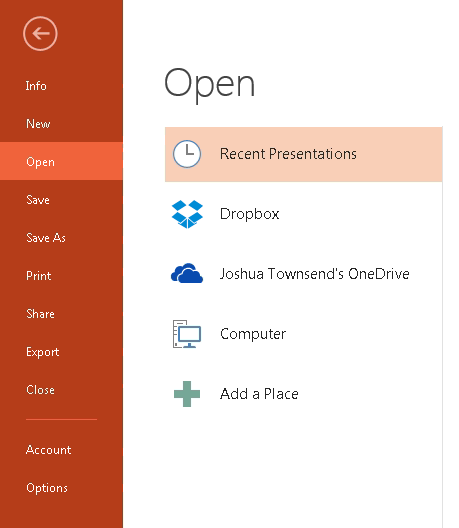 Info
New
Open
Save
Save As
Print
Share
Export
Close
Account
Options
Open
Recent Presentations
Dropbox
Joshua Townsend's OneDrive
Computer
Add a Place